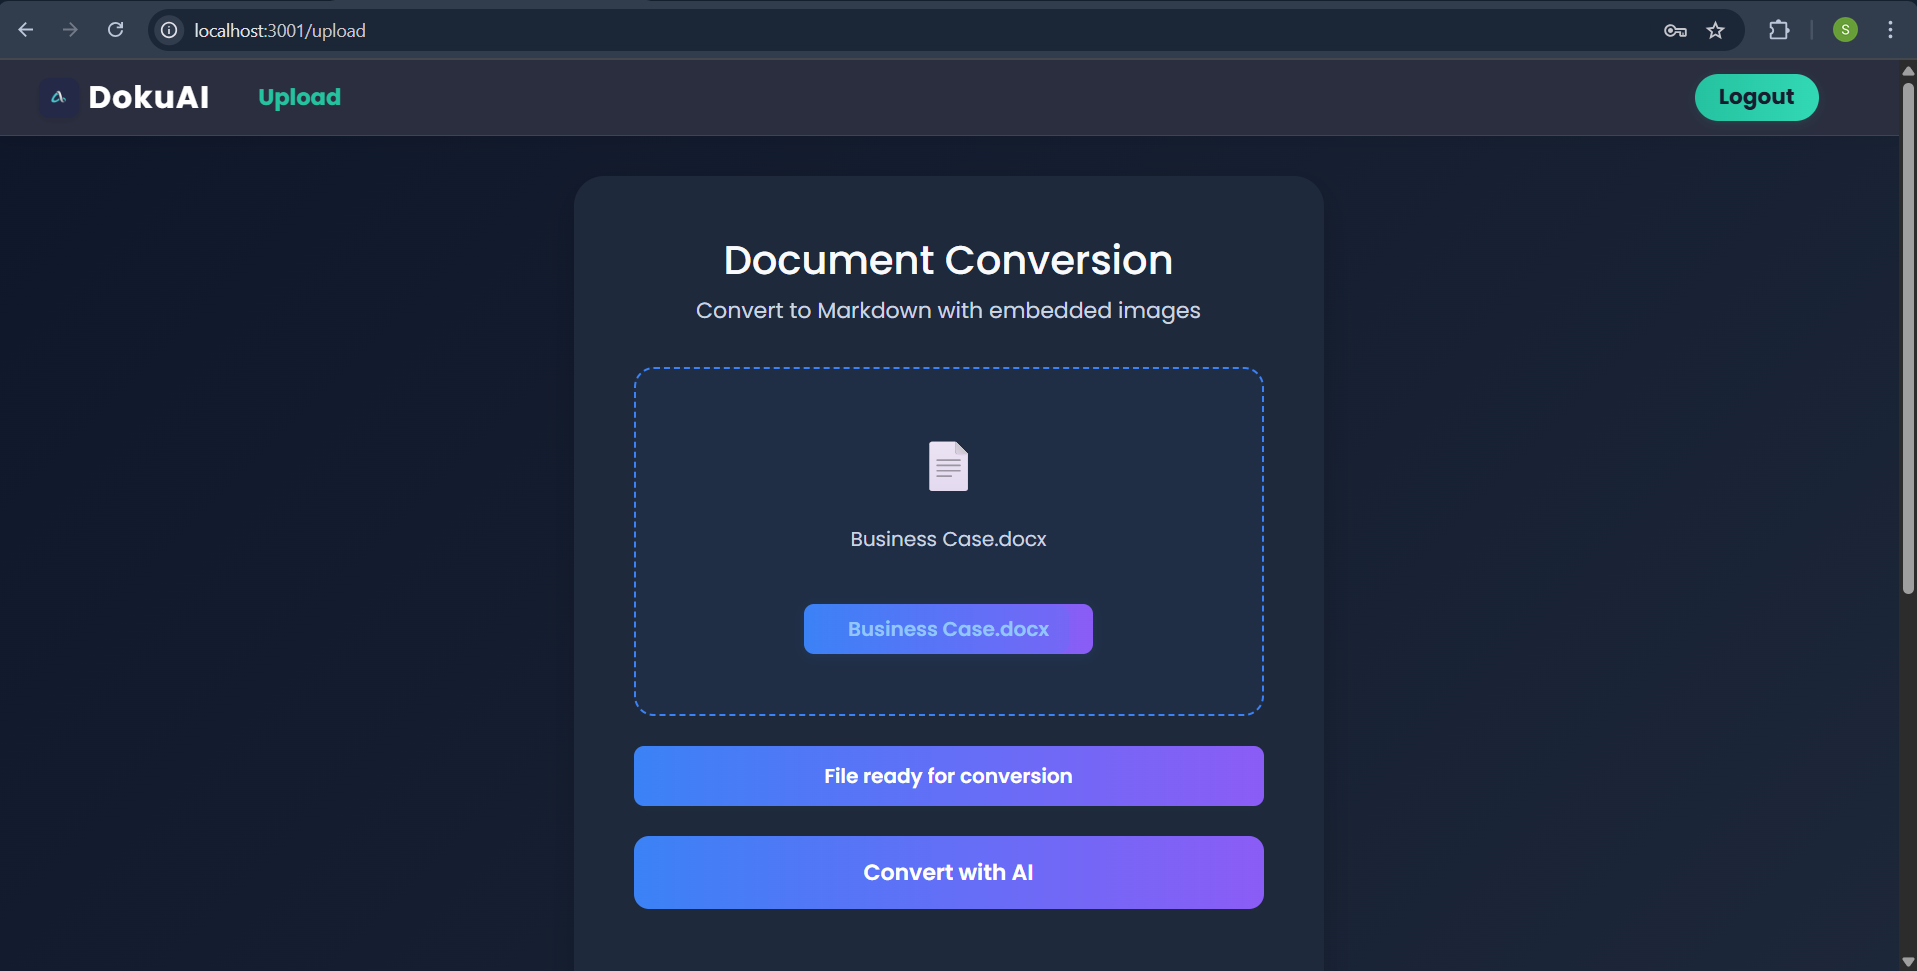 localhost:3001/upload
S
DokuAI
Upload
Logout
Document Conversion
Convert to Markdown with embedded images
Business Case.docx
Business Case.docx
File ready for conversion
Convert with AI